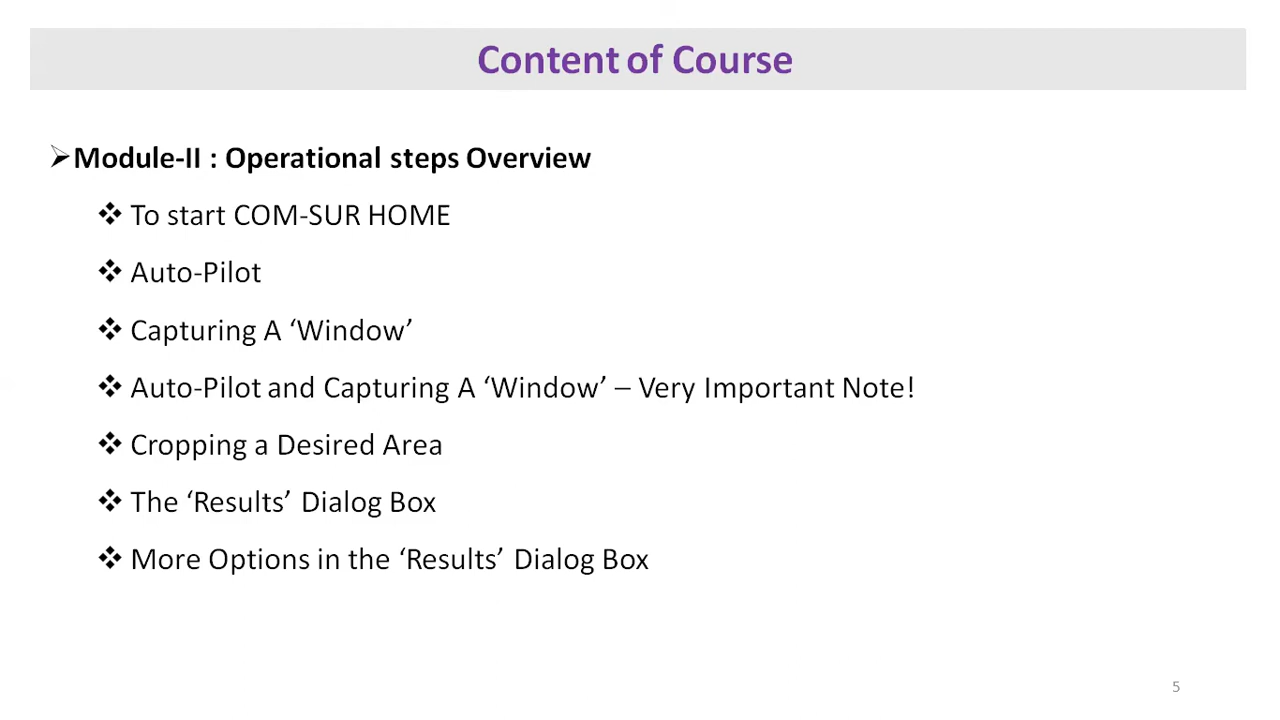 Content of Course
Module-II : Operational steps Overview
To start COM-SUR HOME
Auto-Pilot
Capturing A ‘Window’
Auto-Pilot and Capturing A ‘Window’ – Very Important Note!
Cropping a Desired Area
The ‘Results’ Dialog Box
More Options in the ‘Results’ Dialog Box
5